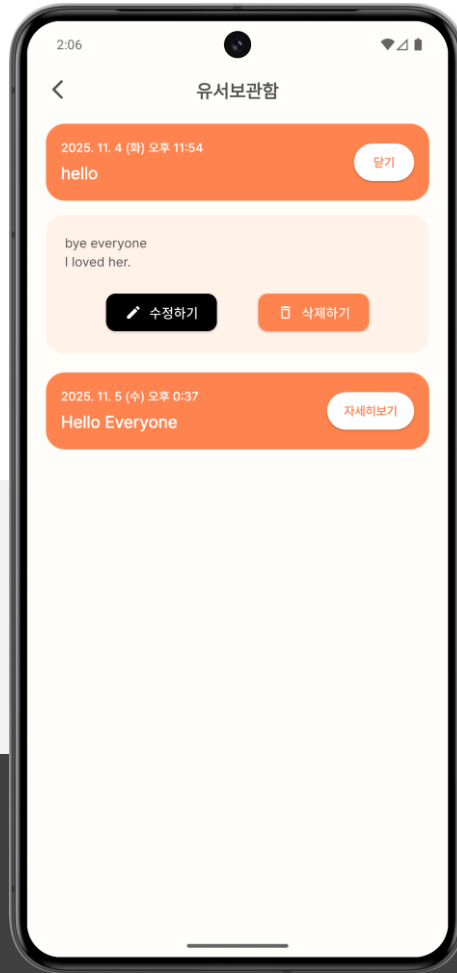 2:06
유서보관함
2025. 11. 4 (화) 오후 11:54
hello
닫기
bye everyone
I loved her.
수정하기
삭제하기
2025. 11. 5 (수) 오후 0:37
Hello Everyone
자세히보기